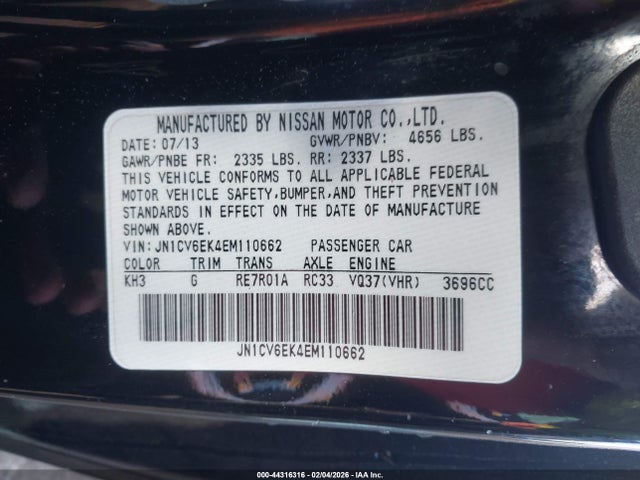 MANUFACTURED BY NISSAN MOTOR CO.,LTD.
DATE: 07/13 GVWR/PNBV: 4656 LBS.
GAWR/PNBE FR: 2335 LBS. RR: 2337 LBS.
THIS VEHICLE CONFORMS TO ALL APPLICABLE FEDERAL
MOTOR VEHICLE SAFETY,BUMPER,AND THEFT PREVENTION
STANDARDS IN EFFECT ON THE DATE OF MANUFACTURE
SHOWN ABOVE.
VIN: JN1CV6EK4EM110662 PASSENGER CAR
COLOR TRIM TRANS AXLE ENGINE
KH3 G RE7R01A RC33 VQ37(VHR) 3696CC
JN1CV6EK4EM110662
000-44316316 - 02/04/2026 - IAA Inc.